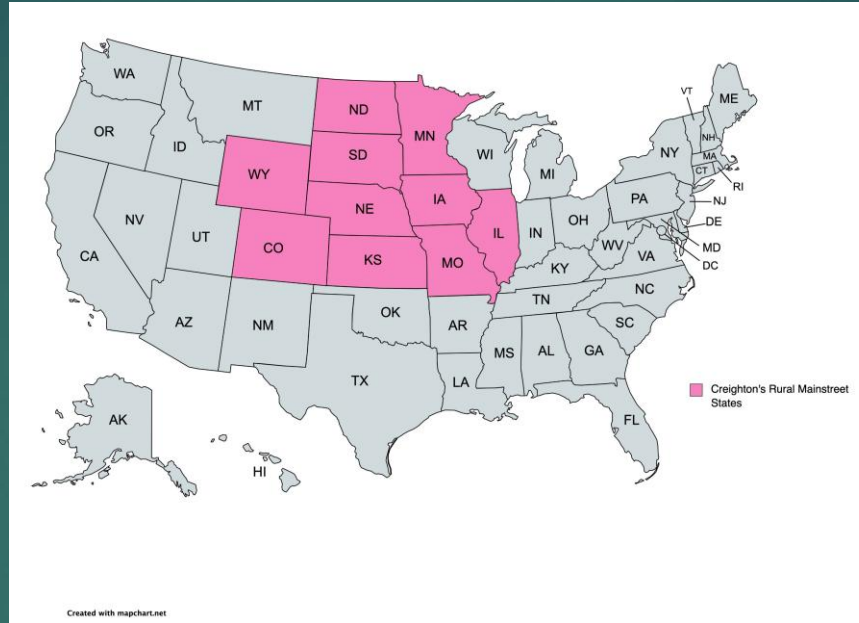 WA
MT
ND
MN
ME
VT
NH
OR
ID
SD
WI
MI
NY
MA
CT
RI
WY
IA
NE
PA
NJ
NV
UT
CO
KS
MO
IL
IN
OH
WV
VA
DE
MD
DC
CA
KY
NC
TN
AZ
NM
OK
AR
SC
MS
AL
GA
TX
LA
FL
AK
HI
Creighton's Rural Mainstreet
States
Created with mapchart.net